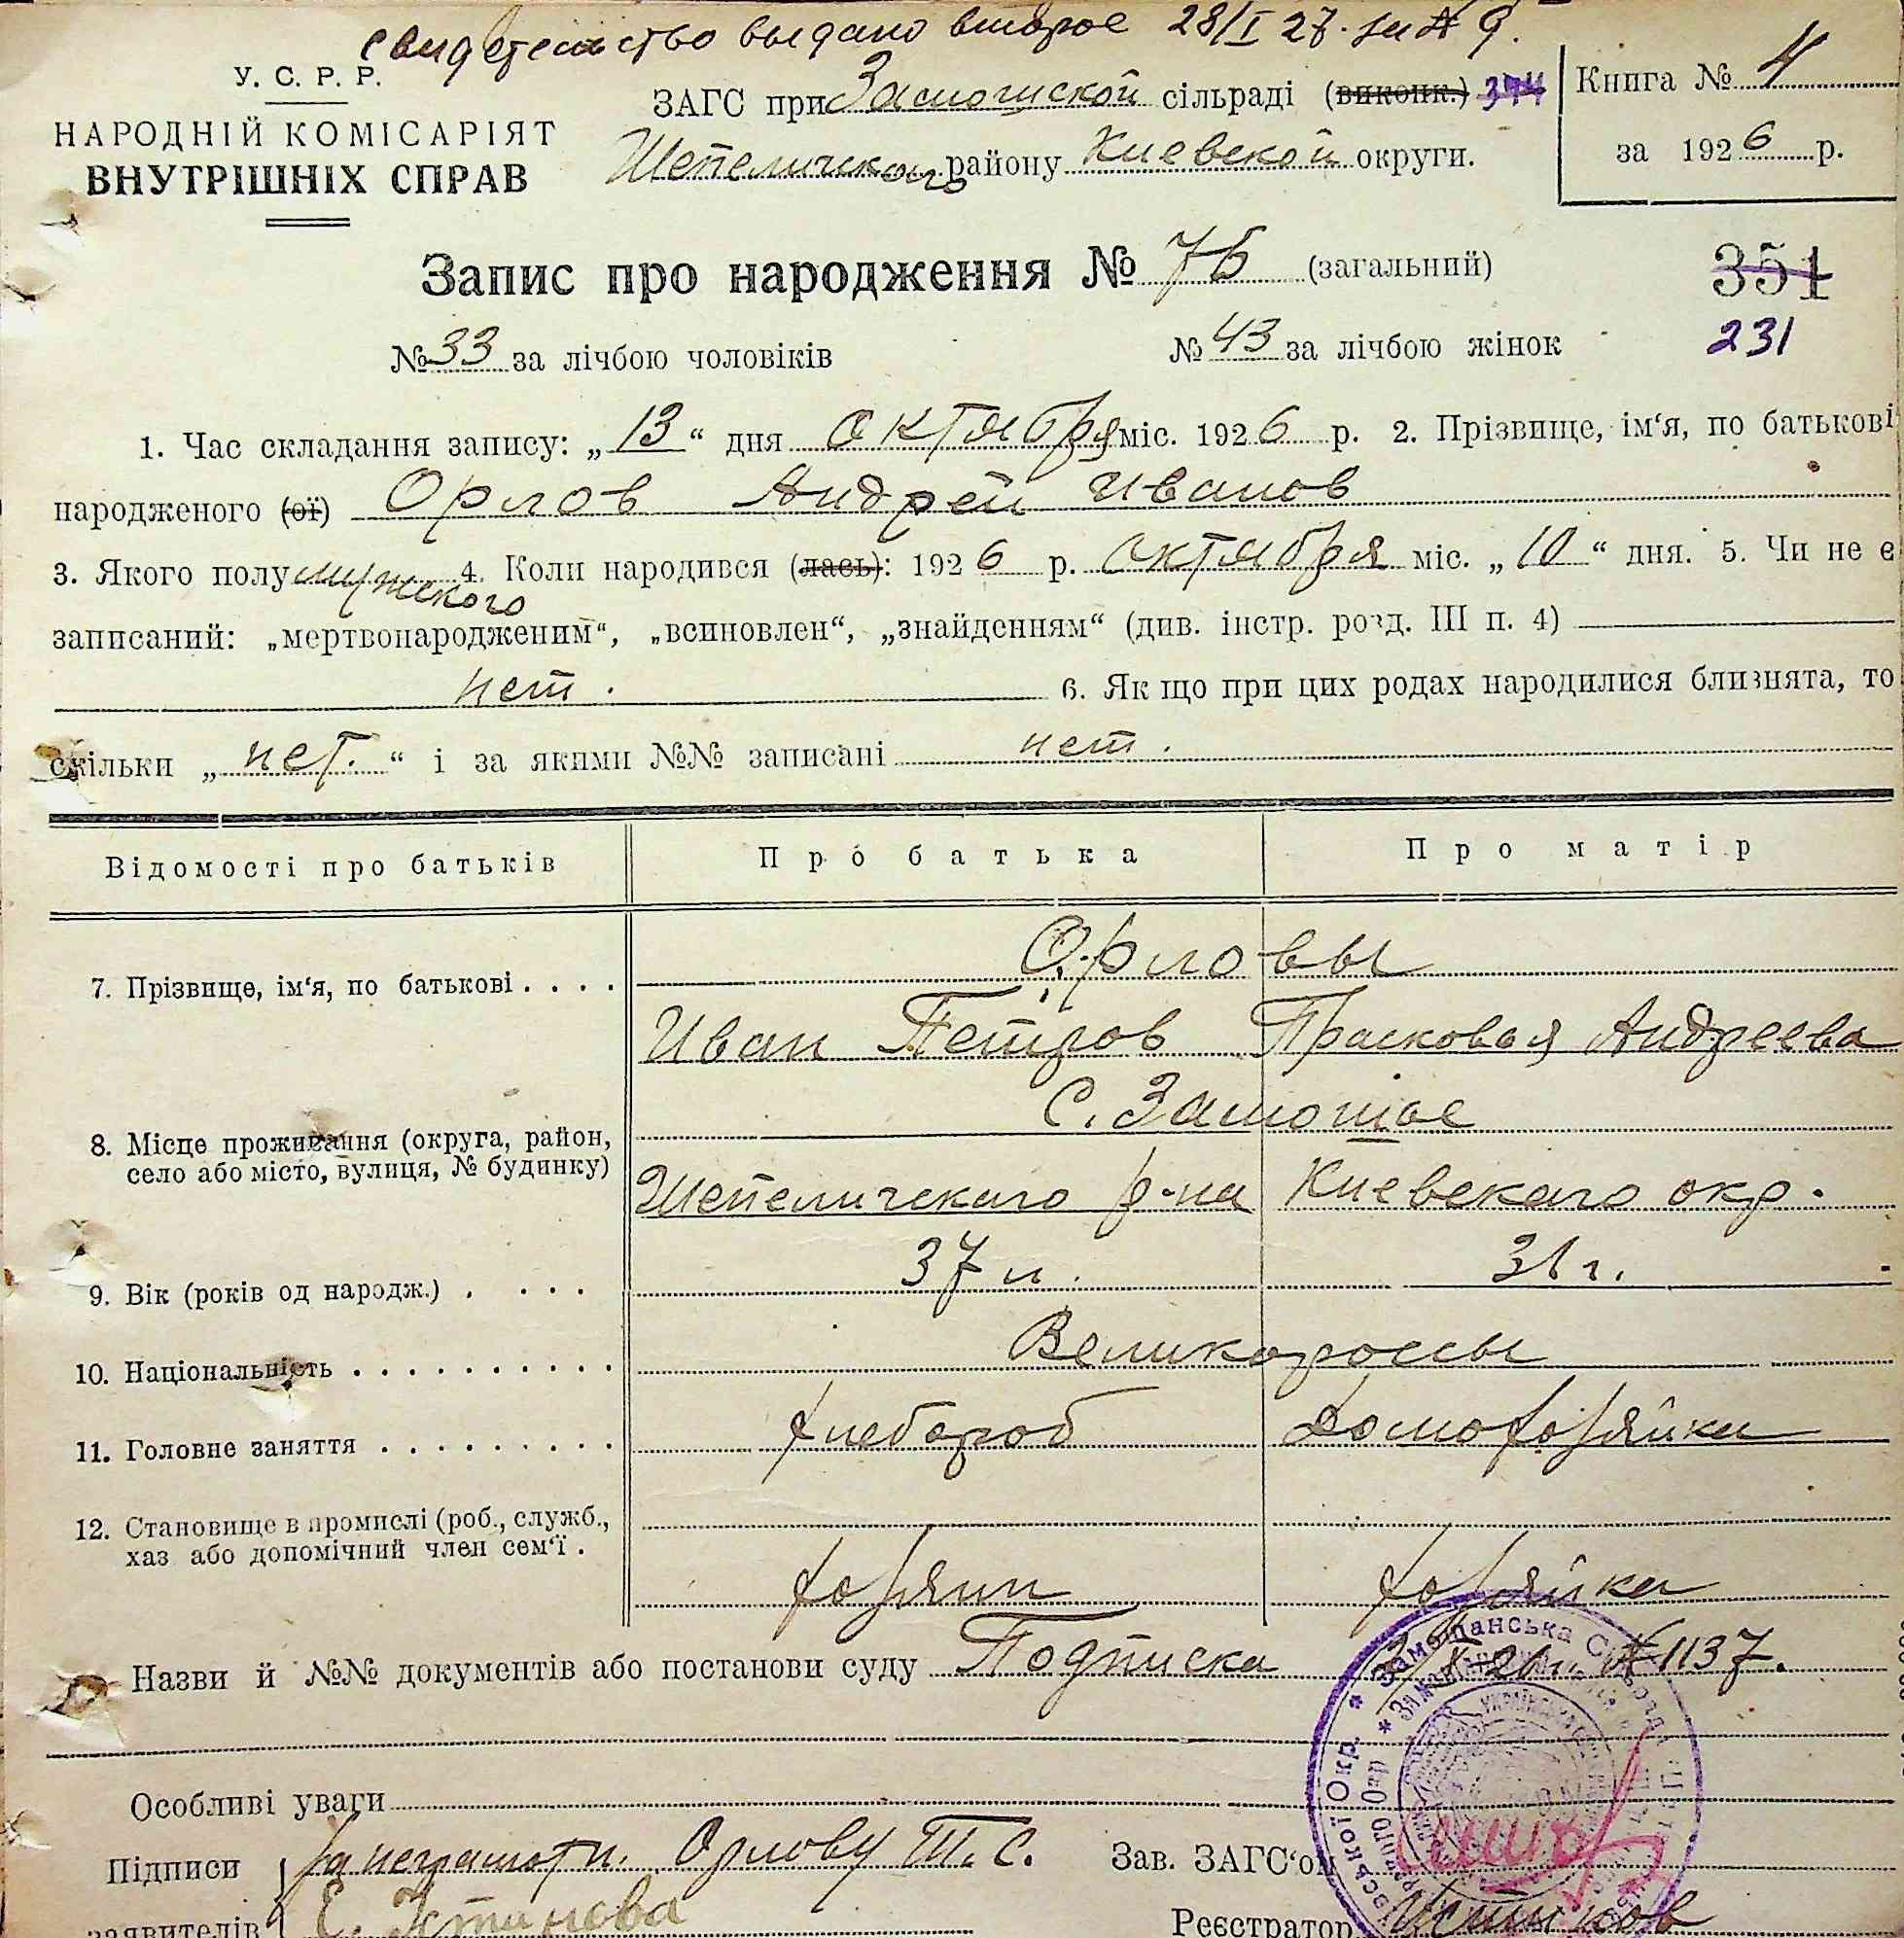 свидетельство выдано второе 28/I 27. за № 9.
У. С. Р. Р.
НАРОДНІЙ КОМІСАРІЯТ
ВНУТРІШНІХ СПРАВ
ЗАГС при Замошской сільраді (виконк.) 374
Шепеличского району Киевской округи.
Книга № 4
за 1926 р.
Запис про народження № 76 (загальний)
351
№ 33 за лічбою чоловіків № 43 за лічбою жінок
231
1. Час складання запису: „13“ дня октября міс. 1926 р. 2. Прізвище, ім‘я, по батькові
народженого (ої) Орлов Андрей Иванов
3. Якого полу мужского 4. Коли народився (лась): 1926 р. октября міс. „10“ дня. 5. Чи не є
записаний: „мертвонародженим“, „всиновлен“, „знайденням“ (див. інстр. розд. III п. 4)
нет. 6. Як що при цих родах народилися близнята, то
скільки „нет.“ і за якими №№ записані нет.
Відомості про батьків Про батька Про матір
Орловы
7. Прізвище, ім‘я, по батькові . . . .
Иван Петров Прасковья Андреева
С. Замошье
8. Місце проживання (округа, район,
село або місто, вулиця, № будинку)
Шепеличскаго р-на Киевскаго окр.
9. Вік (років од народж.) . . . . 37 л. 31 г.
10. Національність . . . . . . . . . . Великороссы
11. Головне заняття . . . . . . . . . хлебороб домохозяйка
12. Становище в промислі (роб., служб.,
хаз або допомічний член сем‘ї .
хозяин хозяйка
Назви й №№ документів або постанови суду Подписка №1137.
Замошанська
Особливі уваги
Підписи за неграмотн. Орлову Т. С. Зав. ЗАГС‘ом
заявителів Е. Устинова Реєстратор Устинов